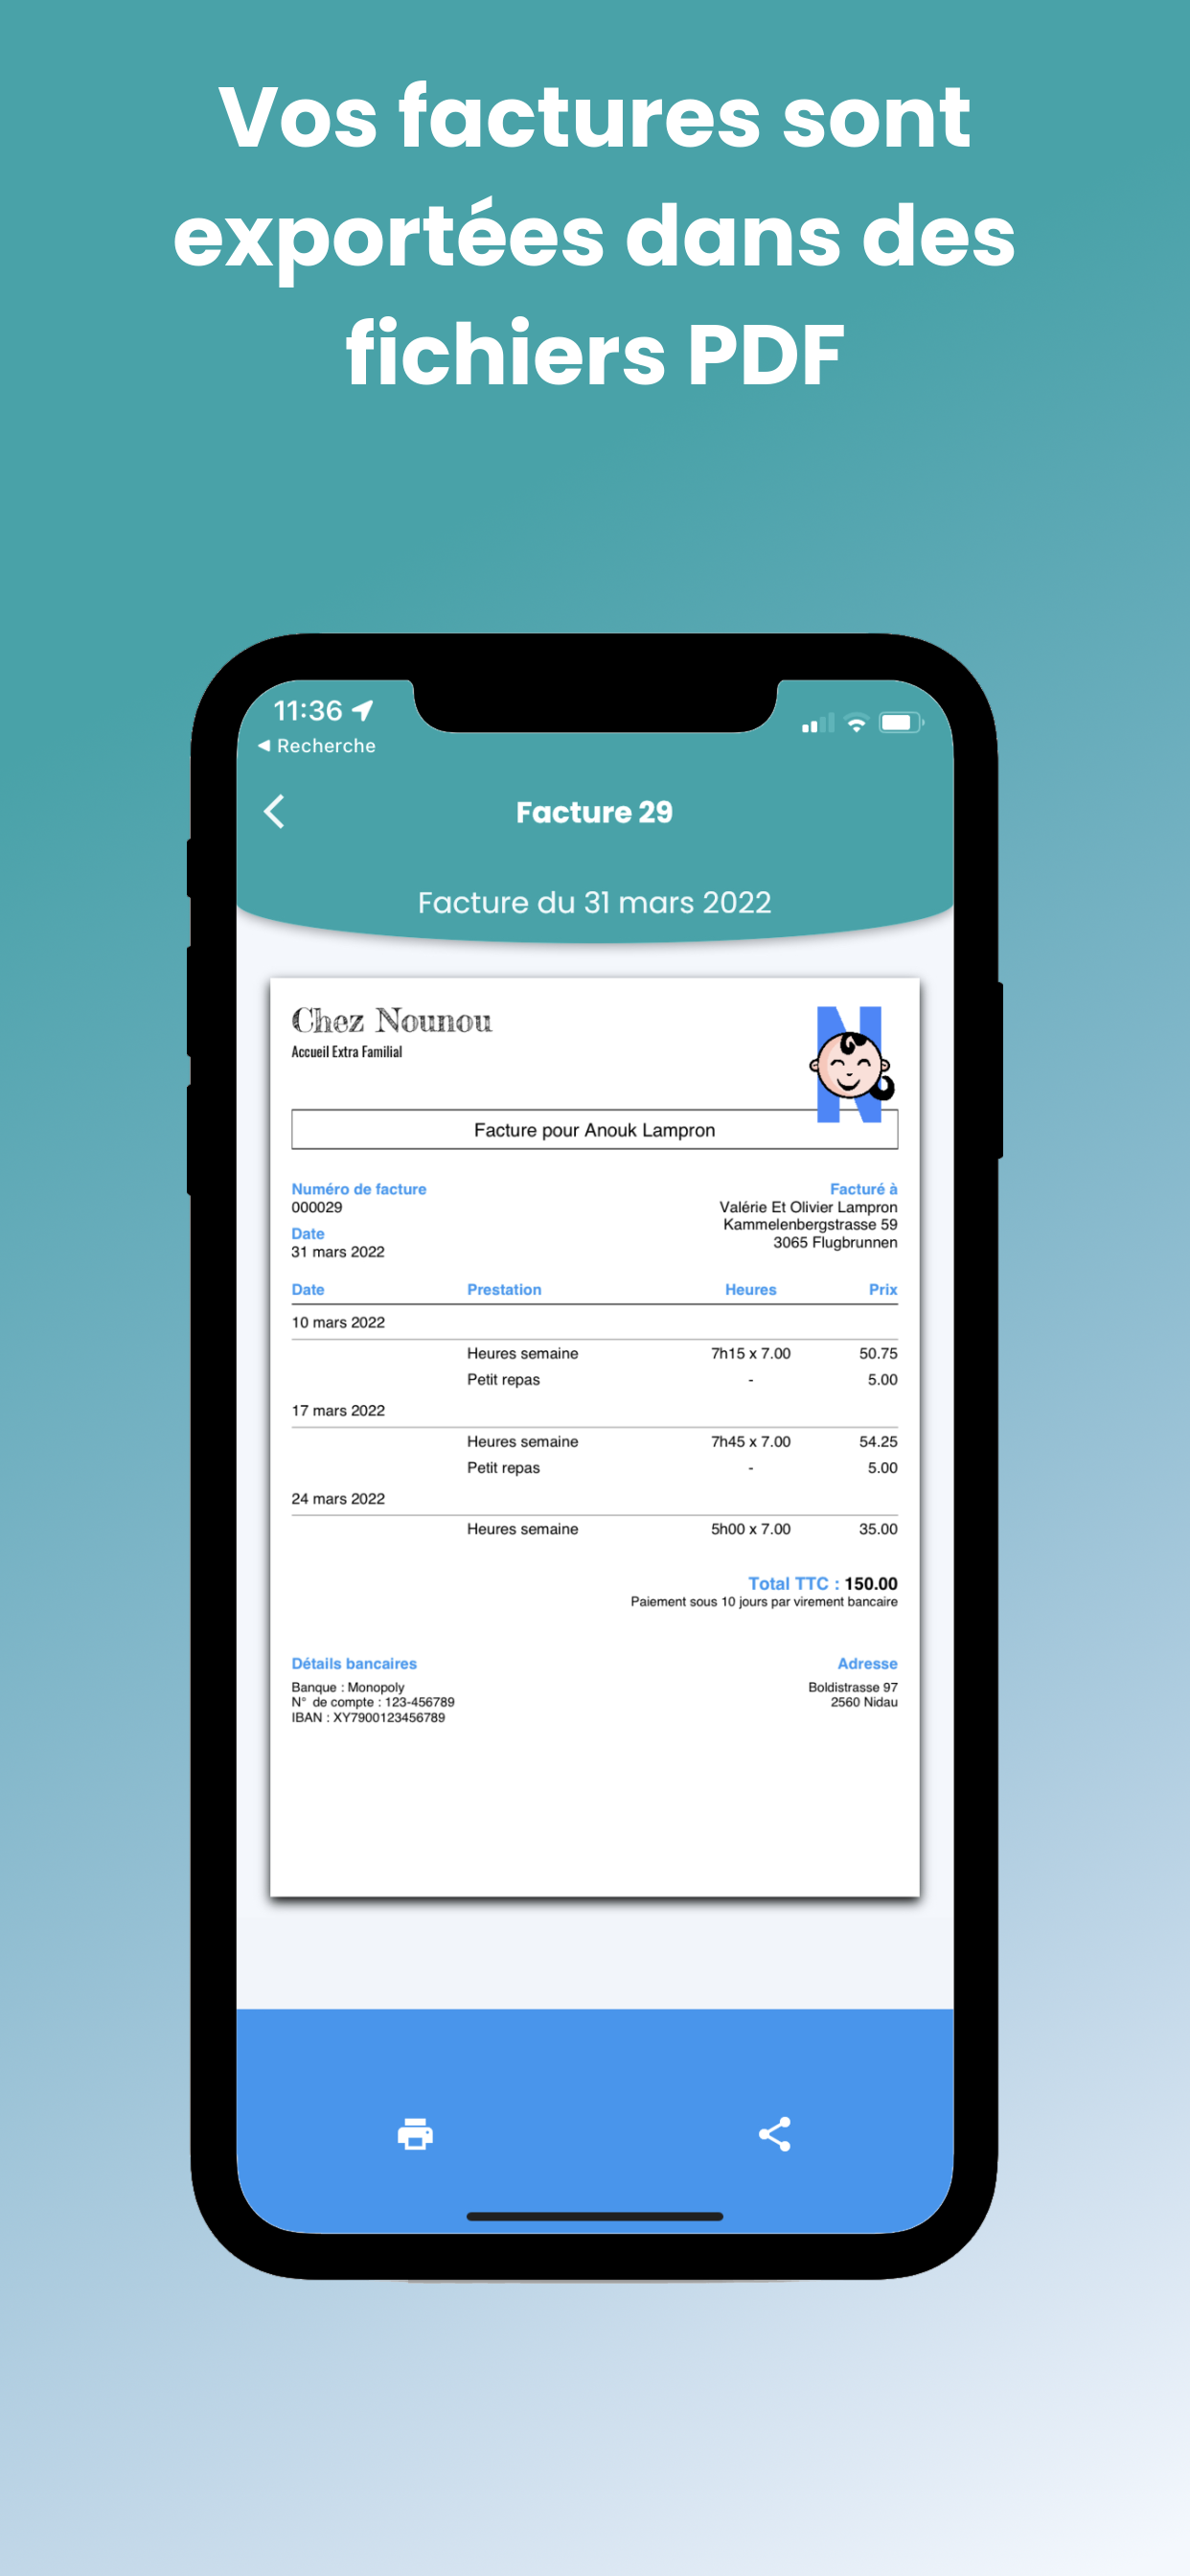 Vos factures sont
exportées dans des
fichiers PDF
11:36
◀ Recherche
Facture 29
Facture du 31 mars 2022
Chez Nounou
Accueil Extra Familial
N
Facture pour Anouk Lampron
Numéro de facture
000029
Date
31 mars 2022
Facturé à
Valérie Et Olivier Lampron
Kammelenbergstrasse 59
3065 Flugbrunnen
Date Prestation Heures Prix
10 mars 2022
Heures semaine 7h15 x 7.00 50.75
Petit repas - 5.00
17 mars 2022
Heures semaine 7h45 x 7.00 54.25
Petit repas - 5.00
24 mars 2022
Heures semaine 5h00 x 7.00 35.00
Total TTC : 150.00
Paiement sous 10 jours par virement bancaire
Détails bancaires
Banque : Monopoly
N° de compte : 123-456789
IBAN : XY7900123456789
Adresse
Boldistrasse 97
2560 Nidau